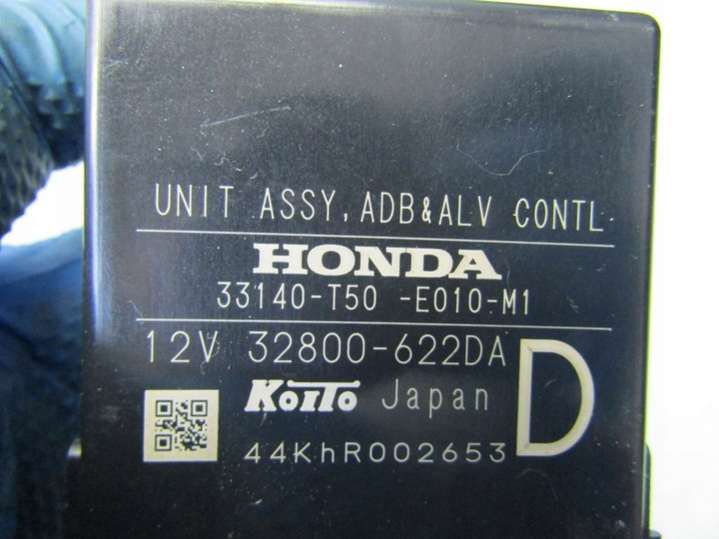 UNIT ASSY, ADB&ALV CONTL
HONDA
33140-T50 -E010-M1
12V 32800-622DA D
KOITO Japan
44KhR002653